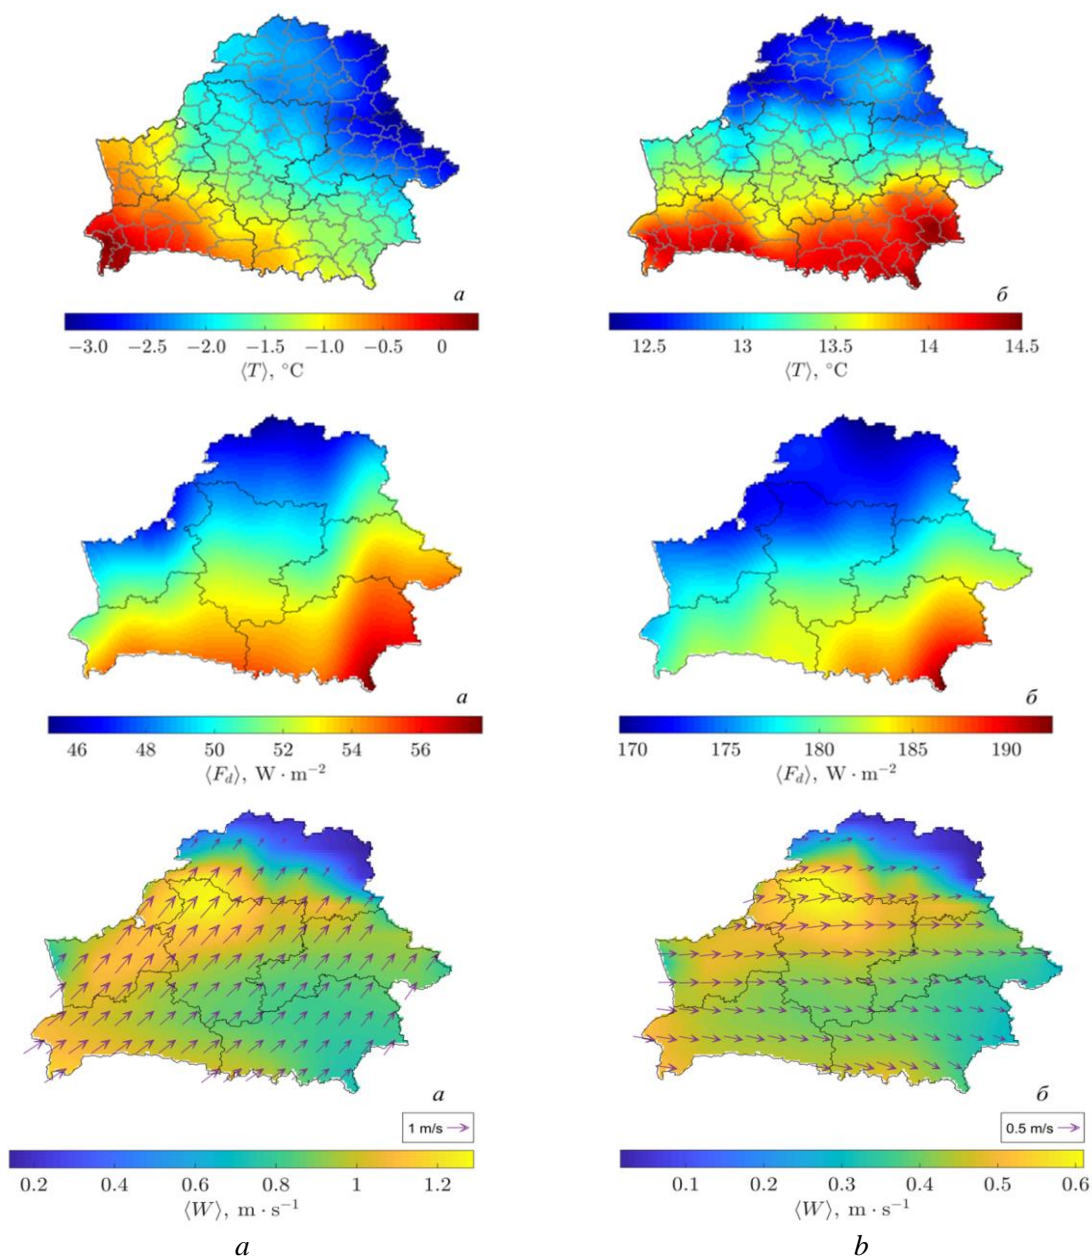 а
б
−3.0 −2.5 −2.0 −1.5 −1.0 −0.5 0
⟨T⟩, °C
12.5 13 13.5 14 14.5
⟨T⟩, °C
а
б
46 48 50 52 54 56
⟨F_d⟩, W · m⁻²
170 175 180 185 190
⟨F_d⟩, W · m⁻²
а
б
1 m/s
0.5 m/s
0.2 0.4 0.6 0.8 1 1.2
⟨W⟩, m · s⁻¹
0.1 0.2 0.3 0.4 0.5 0.6
⟨W⟩, m · s⁻¹
a
b